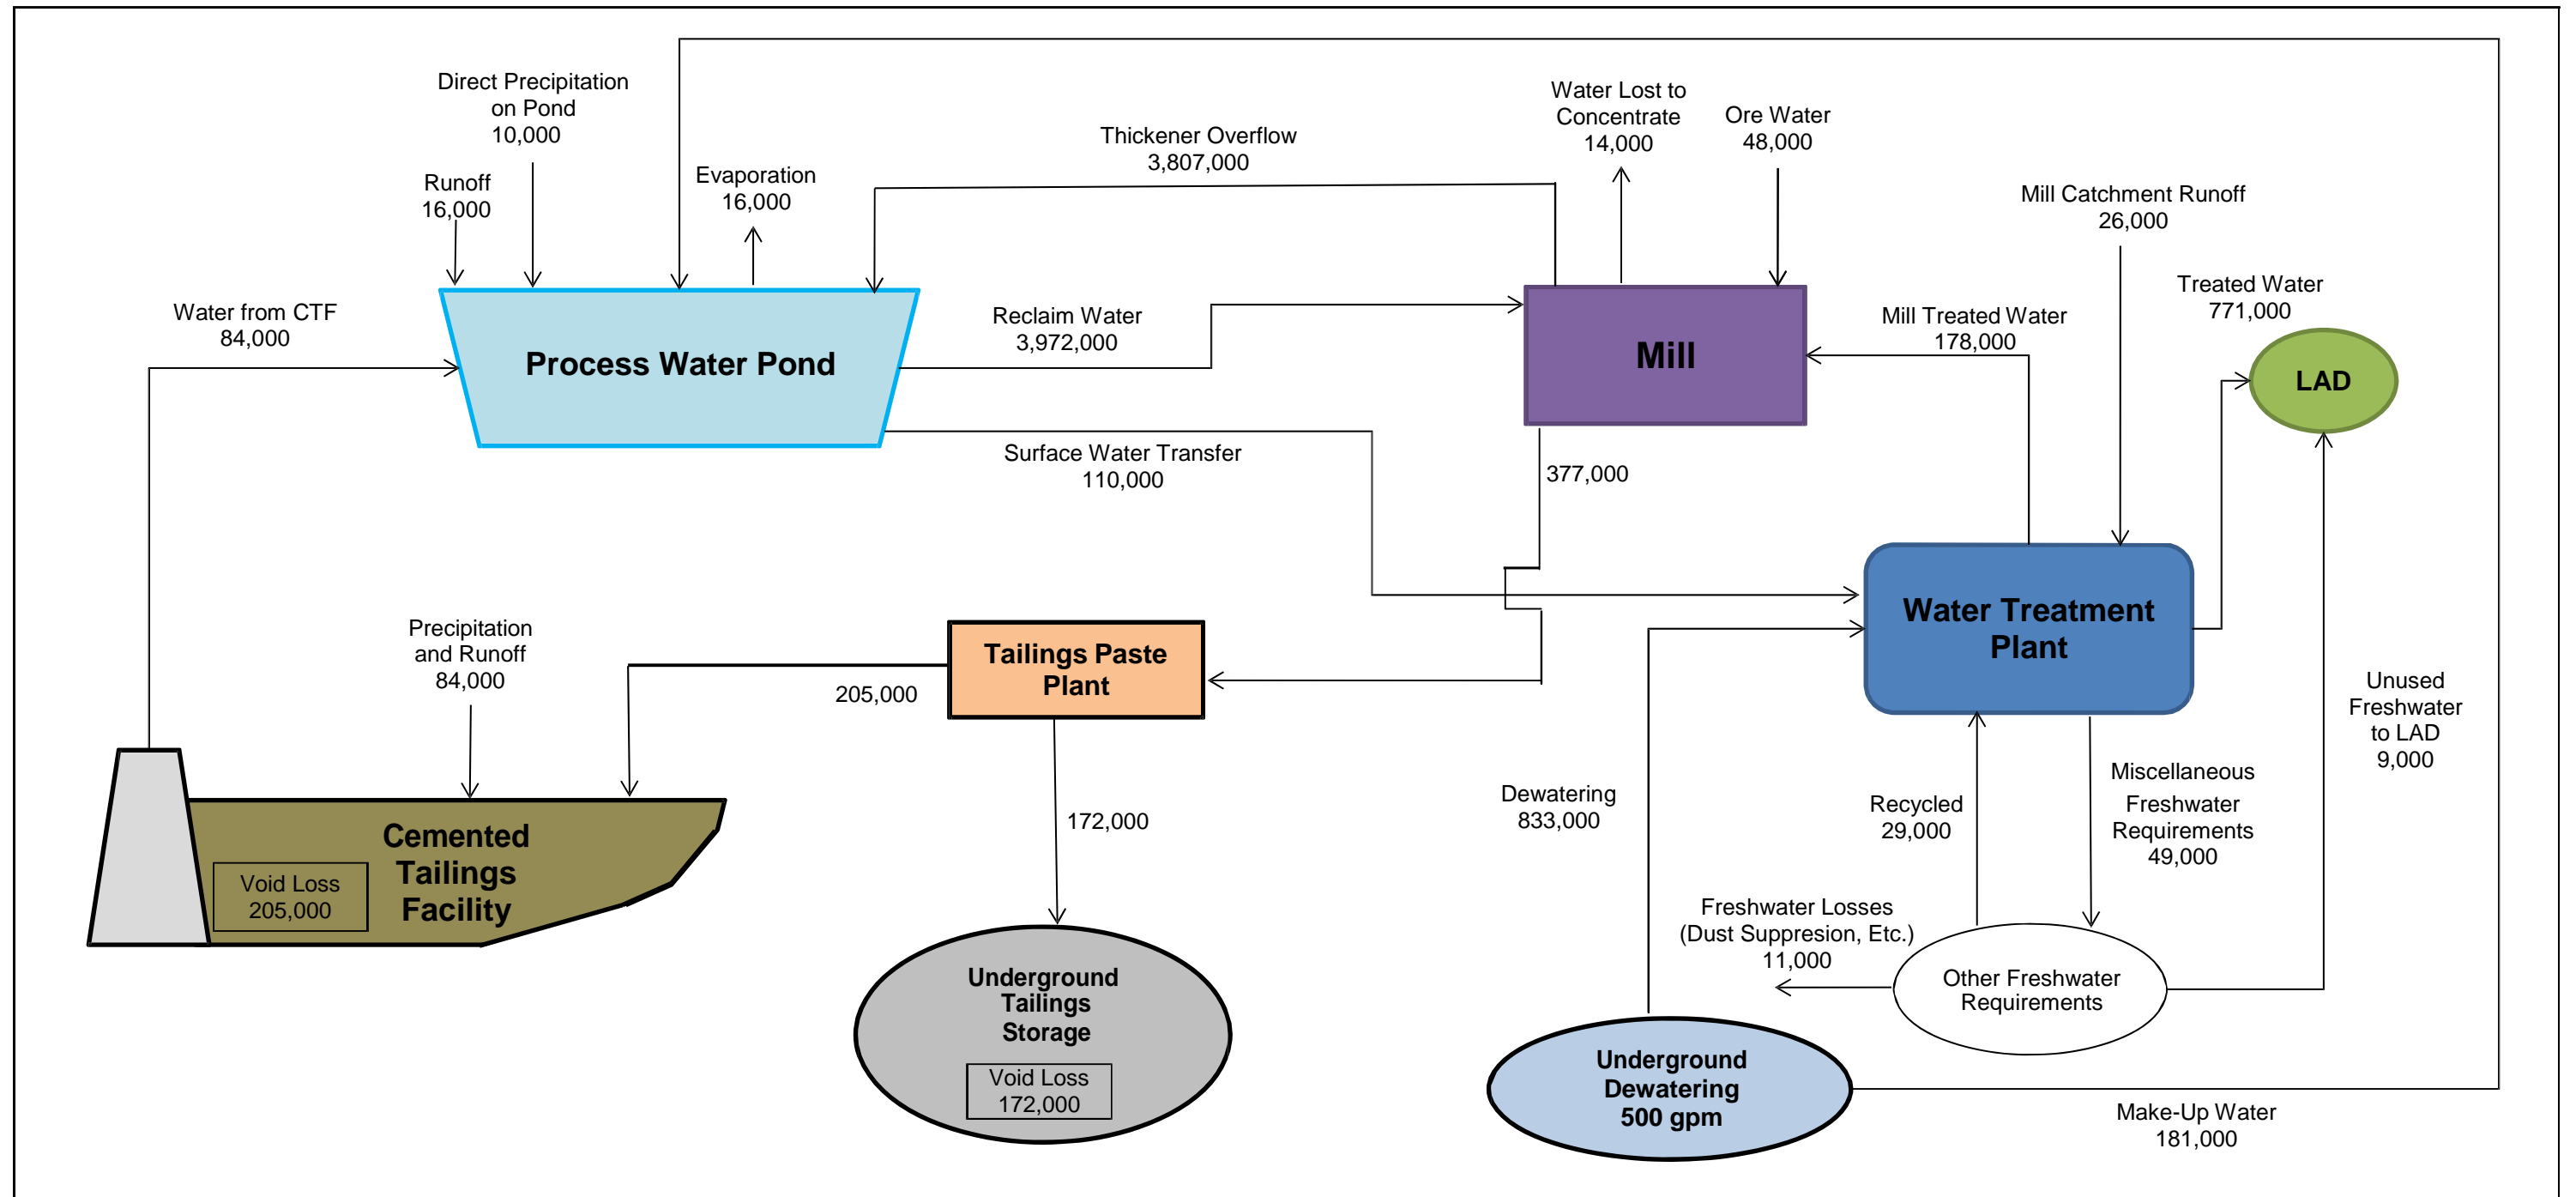 Direct Precipitation
on Pond
10,000
Runoff
16,000
Evaporation
16,000
Thickener Overflow
3,807,000
Water Lost to
Concentrate
14,000
Ore Water
48,000
Mill Catchment Runoff
26,000
Treated Water
771,000
Water from CTF
84,000
Process Water Pond
Reclaim Water
3,972,000
Mill
Mill Treated Water
178,000
LAD
Surface Water Transfer
110,000
377,000
Precipitation
and Runoff
84,000
Tailings Paste
Plant
205,000
172,000
Water Treatment
Plant
Unused
Freshwater
to LAD
9,000
Dewatering
833,000
Recycled
29,000
Miscellaneous
Freshwater
Requirements
49,000
Cemented
Tailings
Facility
Void Loss
205,000
Freshwater Losses
(Dust Suppresion, Etc.)
11,000
Other Freshwater
Requirements
Underground
Tailings
Storage
Void Loss
172,000
Underground
Dewatering
500 gpm
Make-Up Water
181,000